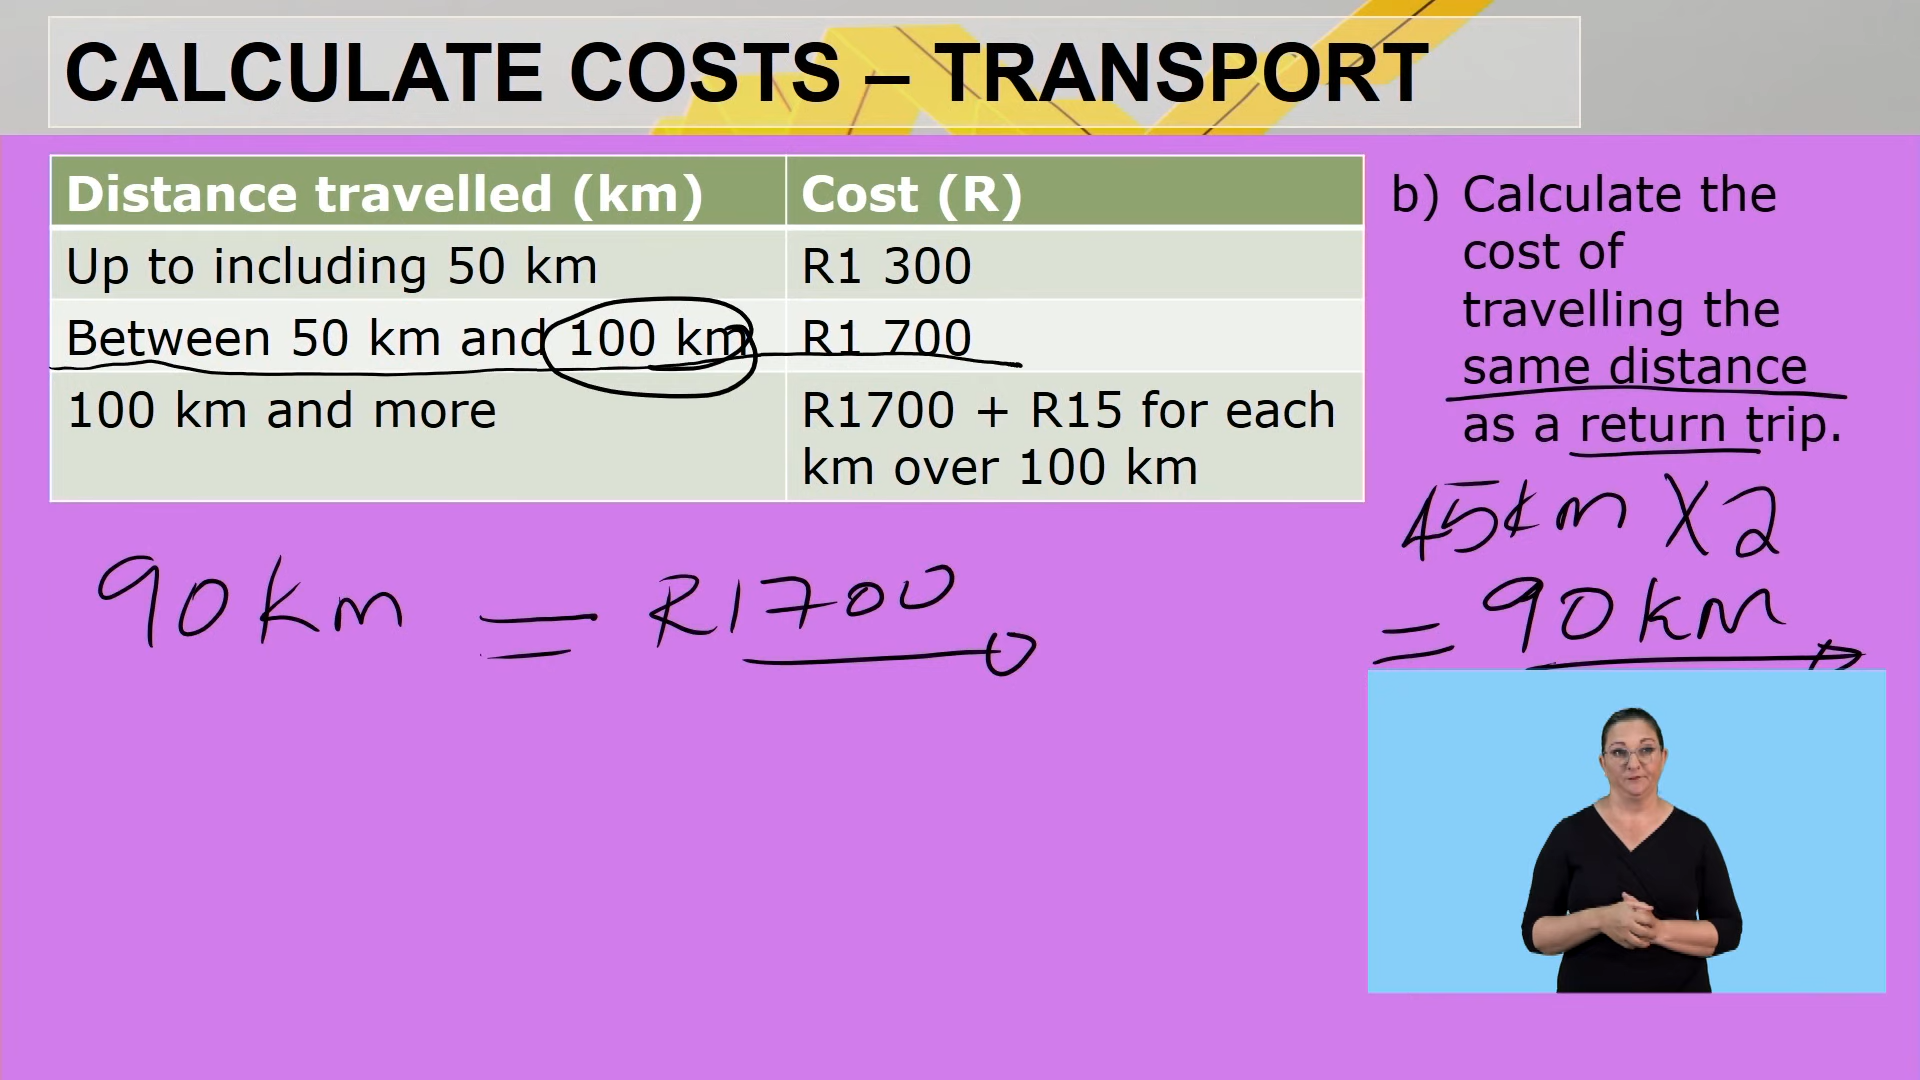 CALCULATE COSTS – TRANSPORT
Distance travelled (km) Cost (R)
Up to including 50 km R1 300
Between 50 km and 100 km R1 700
100 km and more R1700 + R15 for each
km over 100 km
b) Calculate the
cost of
travelling the
same distance
as a return trip.
45km X 2
= 90km
90km = R1700